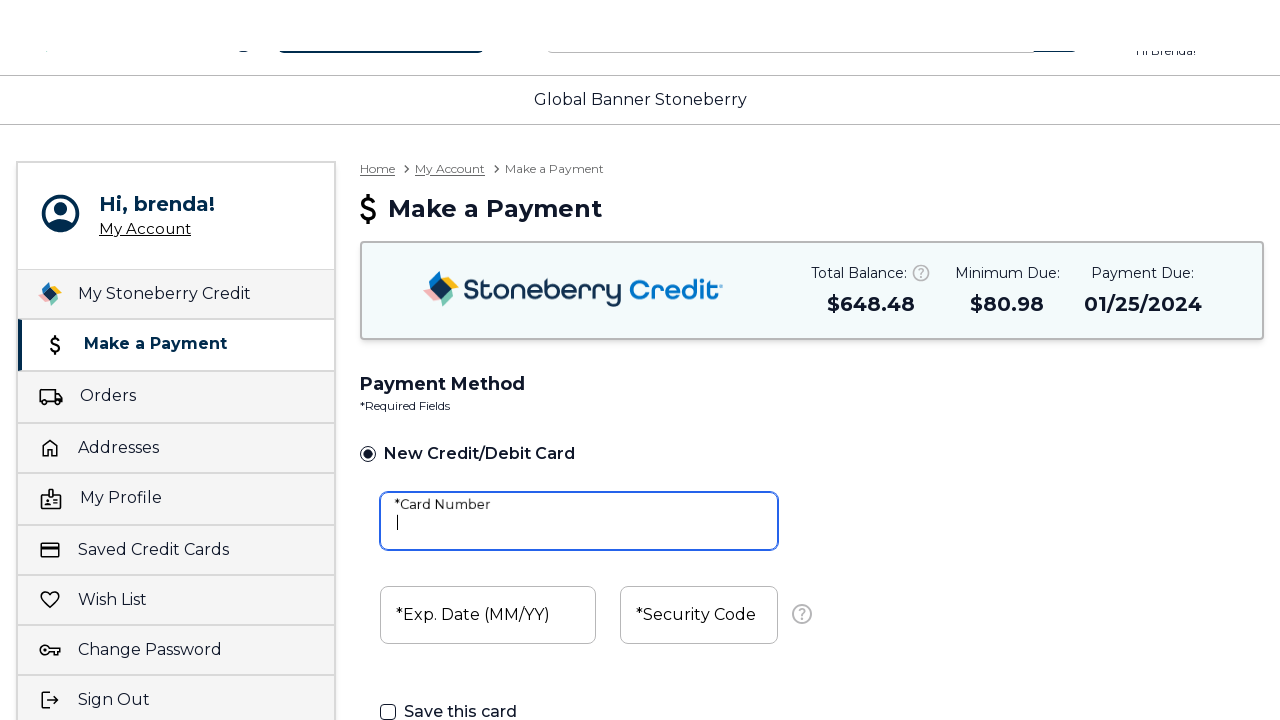 Hi Brenda!
Global Banner Stoneberry
Hi, brenda!
My Account
My Stoneberry Credit
Make a Payment
Orders
Addresses
My Profile
Saved Credit Cards
Wish List
Change Password
Sign Out
Home > My Account > Make a Payment
$ Make a Payment
Stoneberry Credit
Total Balance: ?
$648.48
Minimum Due:
$80.98
Payment Due:
01/25/2024
Payment Method
*Required Fields
New Credit/Debit Card
*Card Number
*Exp. Date (MM/YY)
*Security Code ?
Save this card